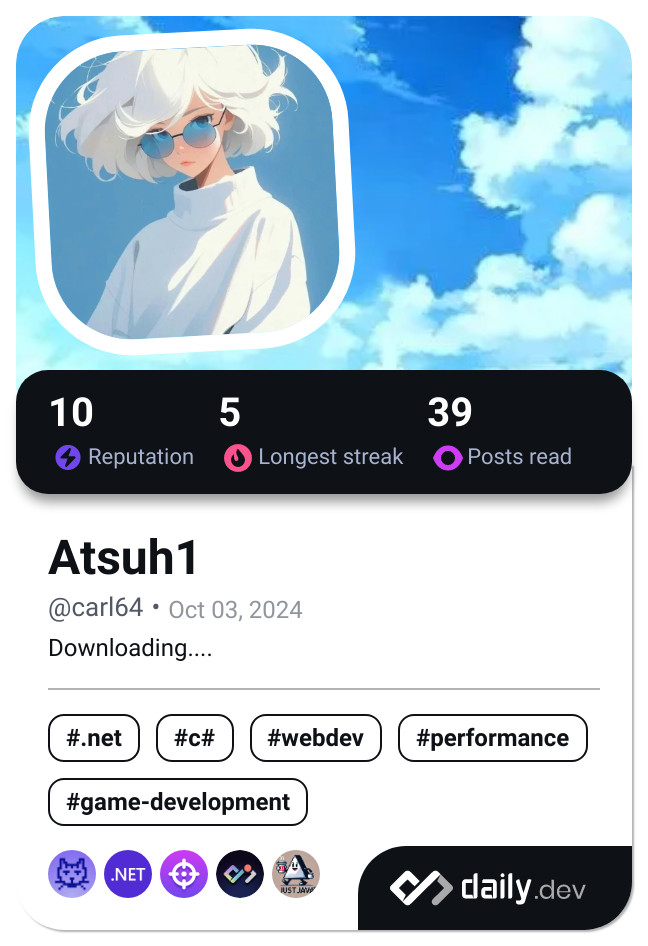 10 5 39
Reputation Longest streak Posts read
Atsuh1
@carl64 • Oct 03, 2024
Downloading....
#.net #c# #webdev #performance
#game-development
.NET
JUST JAVA
daily.dev